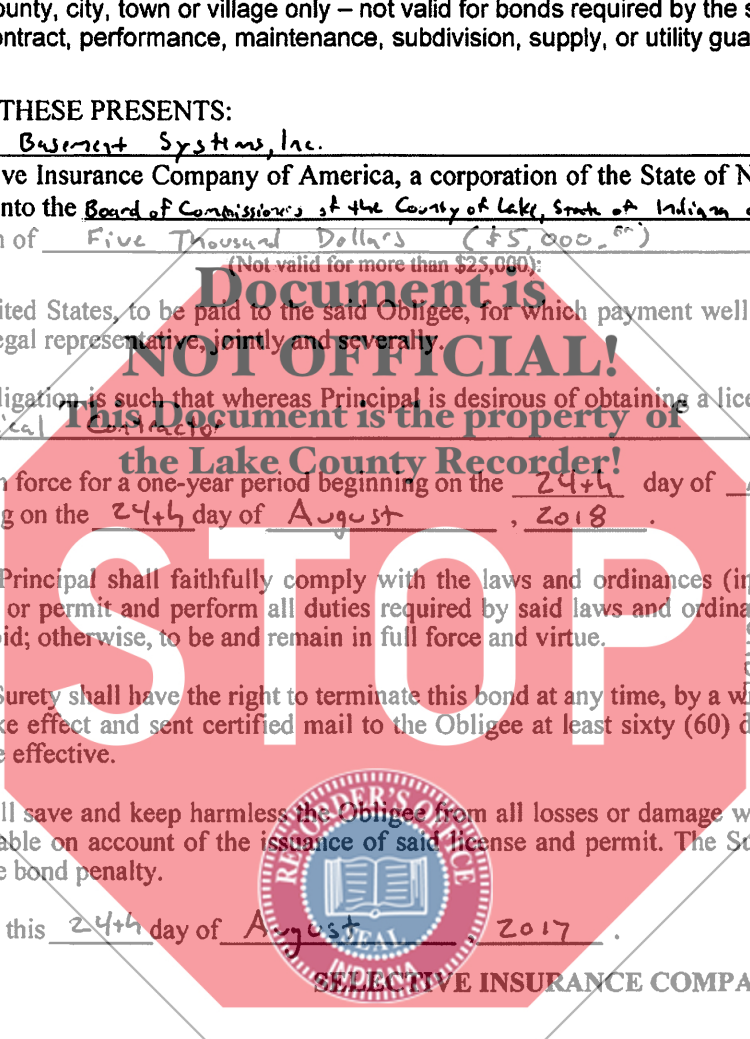 ounty, city, town or village only – not valid for bonds required by the s
ontract, performance, maintenance, subdivision, supply, or utility gua
THESE PRESENTS:
Basement Systems, Inc.
ve Insurance Company of America, a corporation of the State of N
nto the Board of Commissioners of the County of Lake, State of Indiana
n of Five Thousand Dollars ($5,000.00)
(Not valid for more than $25,000):
Document is
ited States, to be paid to the said Obligee, for which payment well
egal representative, jointly and severally.
NOT OFFICIAL!
ligation is such that whereas Principal is desirous of obtaining a lice
This Document is the property of
ical Contractor
the Lake County Recorder!
n force for a one-year period beginning on the 24th day of
g on the 24th day of August, 2018.
STOP
Principal shall faithfully comply with the laws and ordinances (in
or permit and perform all duties required by said laws and ordina
id; otherwise, to be and remain in full force and virtue.
Surety shall have the right to terminate this bond at any time, by a w
ke effect and sent certified mail to the Obligee at least sixty (60) d
e effective.
ll save and keep harmless the Obligee from all losses or damage w
able on account of the issuance of said license and permit. The Su
e bond penalty.
RECORDER'S OFFICE
SEAL
INDIANA
this 24th day of August, 2017.
SELECTIVE INSURANCE COMPA